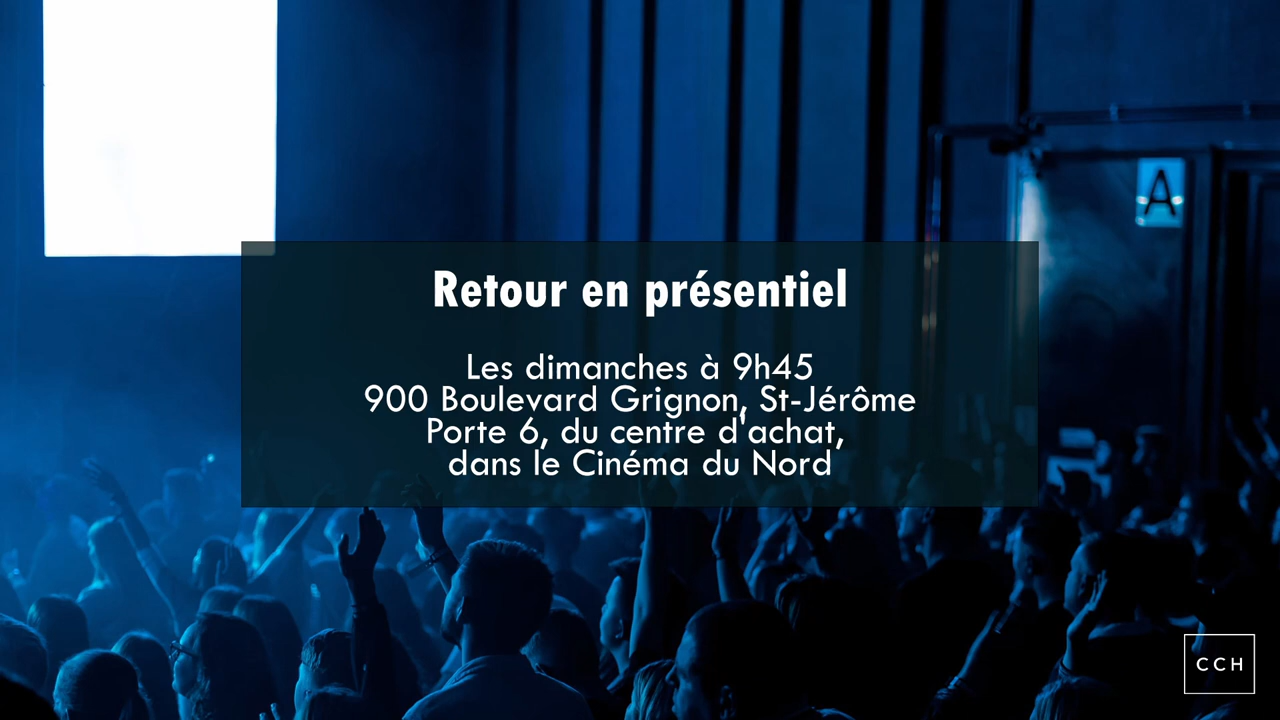 A
Retour en présentiel
Les dimanches à 9h45
900 Boulevard Grignon, St-Jérôme
Porte 6, du centre d'achat,
dans le Cinéma du Nord
CCH